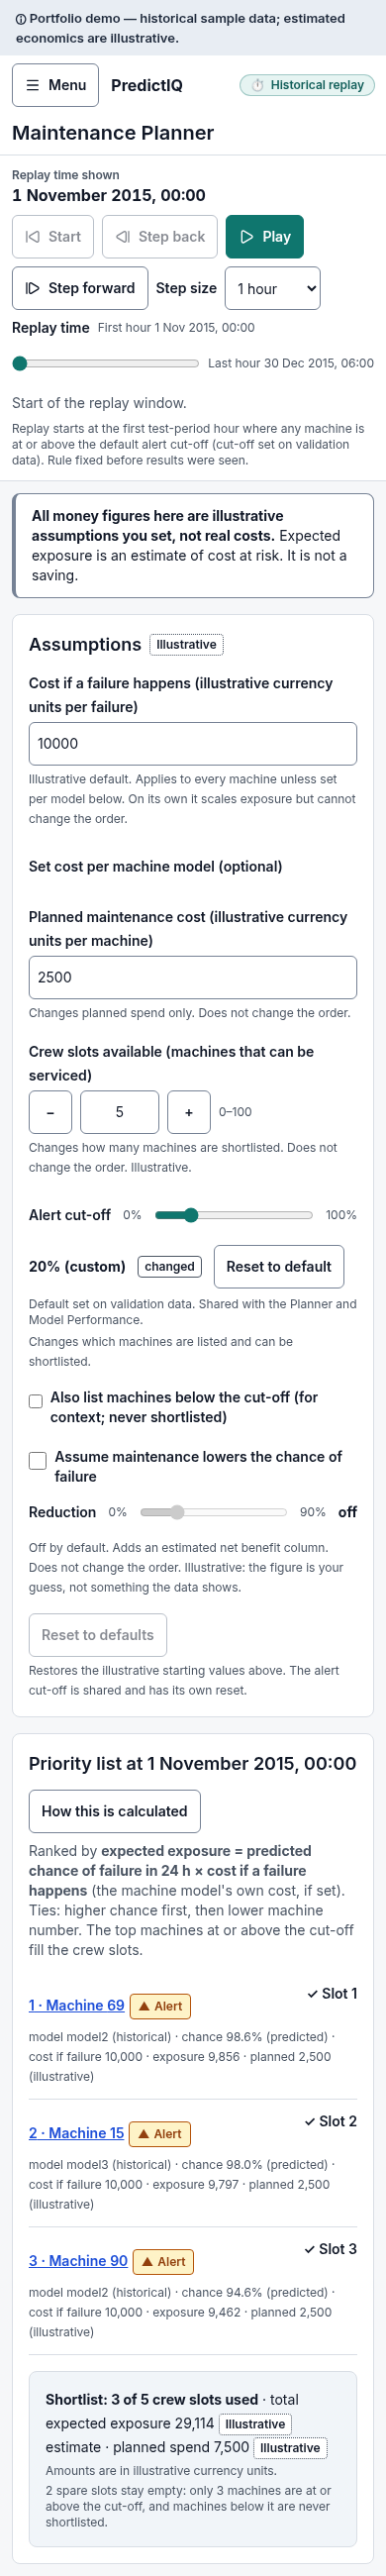 ⓘ Portfolio demo — historical sample data; estimated
economics are illustrative.
☰ Menu PredictIQ ⏱ Historical replay
Maintenance Planner
Replay time shown
1 November 2015, 00:00
Start Step back Play
Step forward Step size 1 hour
Replay time First hour 1 Nov 2015, 00:00
Last hour 30 Dec 2015, 06:00
Start of the replay window.
Replay starts at the first test-period hour where any machine is
at or above the default alert cut-off (cut-off set on validation
data). Rule fixed before results were seen.
All money figures here are illustrative
assumptions you set, not real costs. Expected
exposure is an estimate of cost at risk. It is not a
saving.
Assumptions Illustrative
Cost if a failure happens (illustrative currency
units per failure)
10000
Illustrative default. Applies to every machine unless set
per model below. On its own it scales exposure but cannot
change the order.
Set cost per machine model (optional)
Planned maintenance cost (illustrative currency
units per machine)
2500
Changes planned spend only. Does not change the order.
Crew slots available (machines that can be
serviced)
− 5 + 0–100
Changes how many machines are shortlisted. Does not
change the order. Illustrative.
Alert cut-off 0% 100%
20% (custom) changed Reset to default
Default set on validation data. Shared with the Planner and
Model Performance.
Changes which machines are listed and can be
shortlisted.
Also list machines below the cut-off (for
context; never shortlisted)
Assume maintenance lowers the chance of
failure
Reduction 0% 90% off
Off by default. Adds an estimated net benefit column.
Does not change the order. Illustrative: the figure is your
guess, not something the data shows.
Reset to defaults
Restores the illustrative starting values above. The alert
cut-off is shared and has its own reset.
Priority list at 1 November 2015, 00:00
How this is calculated
Ranked by expected exposure = predicted
chance of failure in 24 h × cost if a failure
happens (the machine model's own cost, if set).
Ties: higher chance first, then lower machine
number. The top machines at or above the cut-off
fill the crew slots.
1 · Machine 69 ▲ Alert ✓ Slot 1
model model2 (historical) · chance 98.6% (predicted) ·
cost if failure 10,000 · exposure 9,856 · planned 2,500
(illustrative)
2 · Machine 15 ▲ Alert ✓ Slot 2
model model3 (historical) · chance 98.0% (predicted) ·
cost if failure 10,000 · exposure 9,797 · planned 2,500
(illustrative)
3 · Machine 90 ▲ Alert ✓ Slot 3
model model2 (historical) · chance 94.6% (predicted) ·
cost if failure 10,000 · exposure 9,462 · planned 2,500
(illustrative)
Shortlist: 3 of 5 crew slots used · total
expected exposure 29,114 Illustrative
estimate · planned spend 7,500 Illustrative
Amounts are in illustrative currency units.
2 spare slots stay empty: only 3 machines are at or
above the cut-off, and machines below it are never
shortlisted.